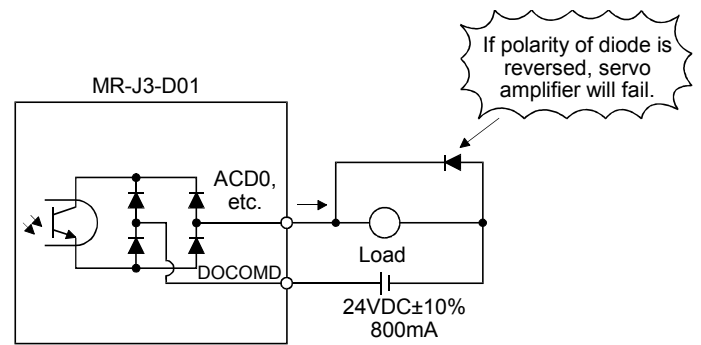 If polarity of diode is
reversed, servo
amplifier will fail.
MR-J3-D01
ACD0,
etc.
Load
DOCOMD
24VDC±10%
800mA